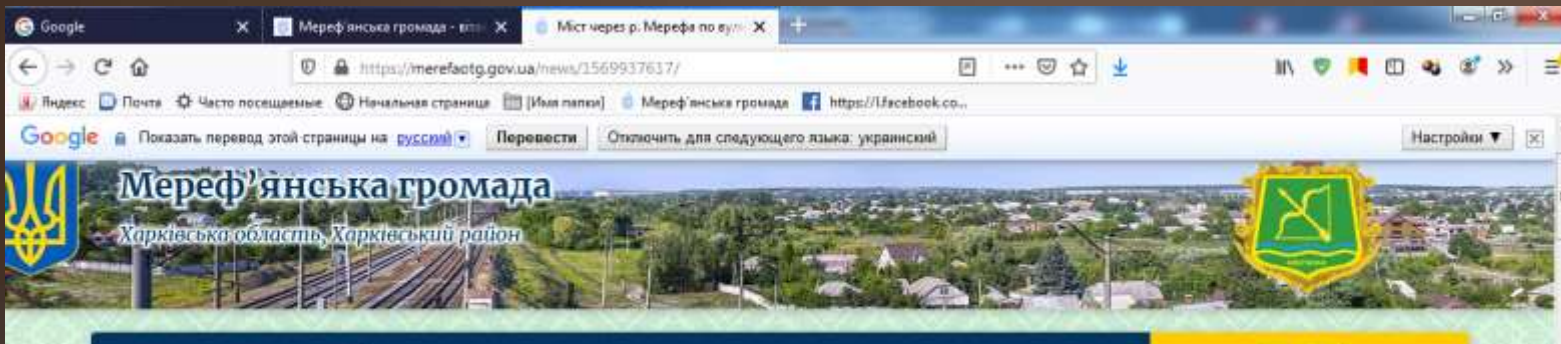 Google
Мереф'янська громада - віта
Міст через р. Мерефа по вул
https://merefaotg.gov.ua/news/1569937617/
Яндекс Почта Часто посещаемые Начальная страница [Имя папки] Мереф'янська громада https://l.facebook.co...
Google Показать перевод этой страницы на русский Перевести Отключить для следующего языка: украинский Настройки
Мереф'янська громада
Харківська область, Харківський район